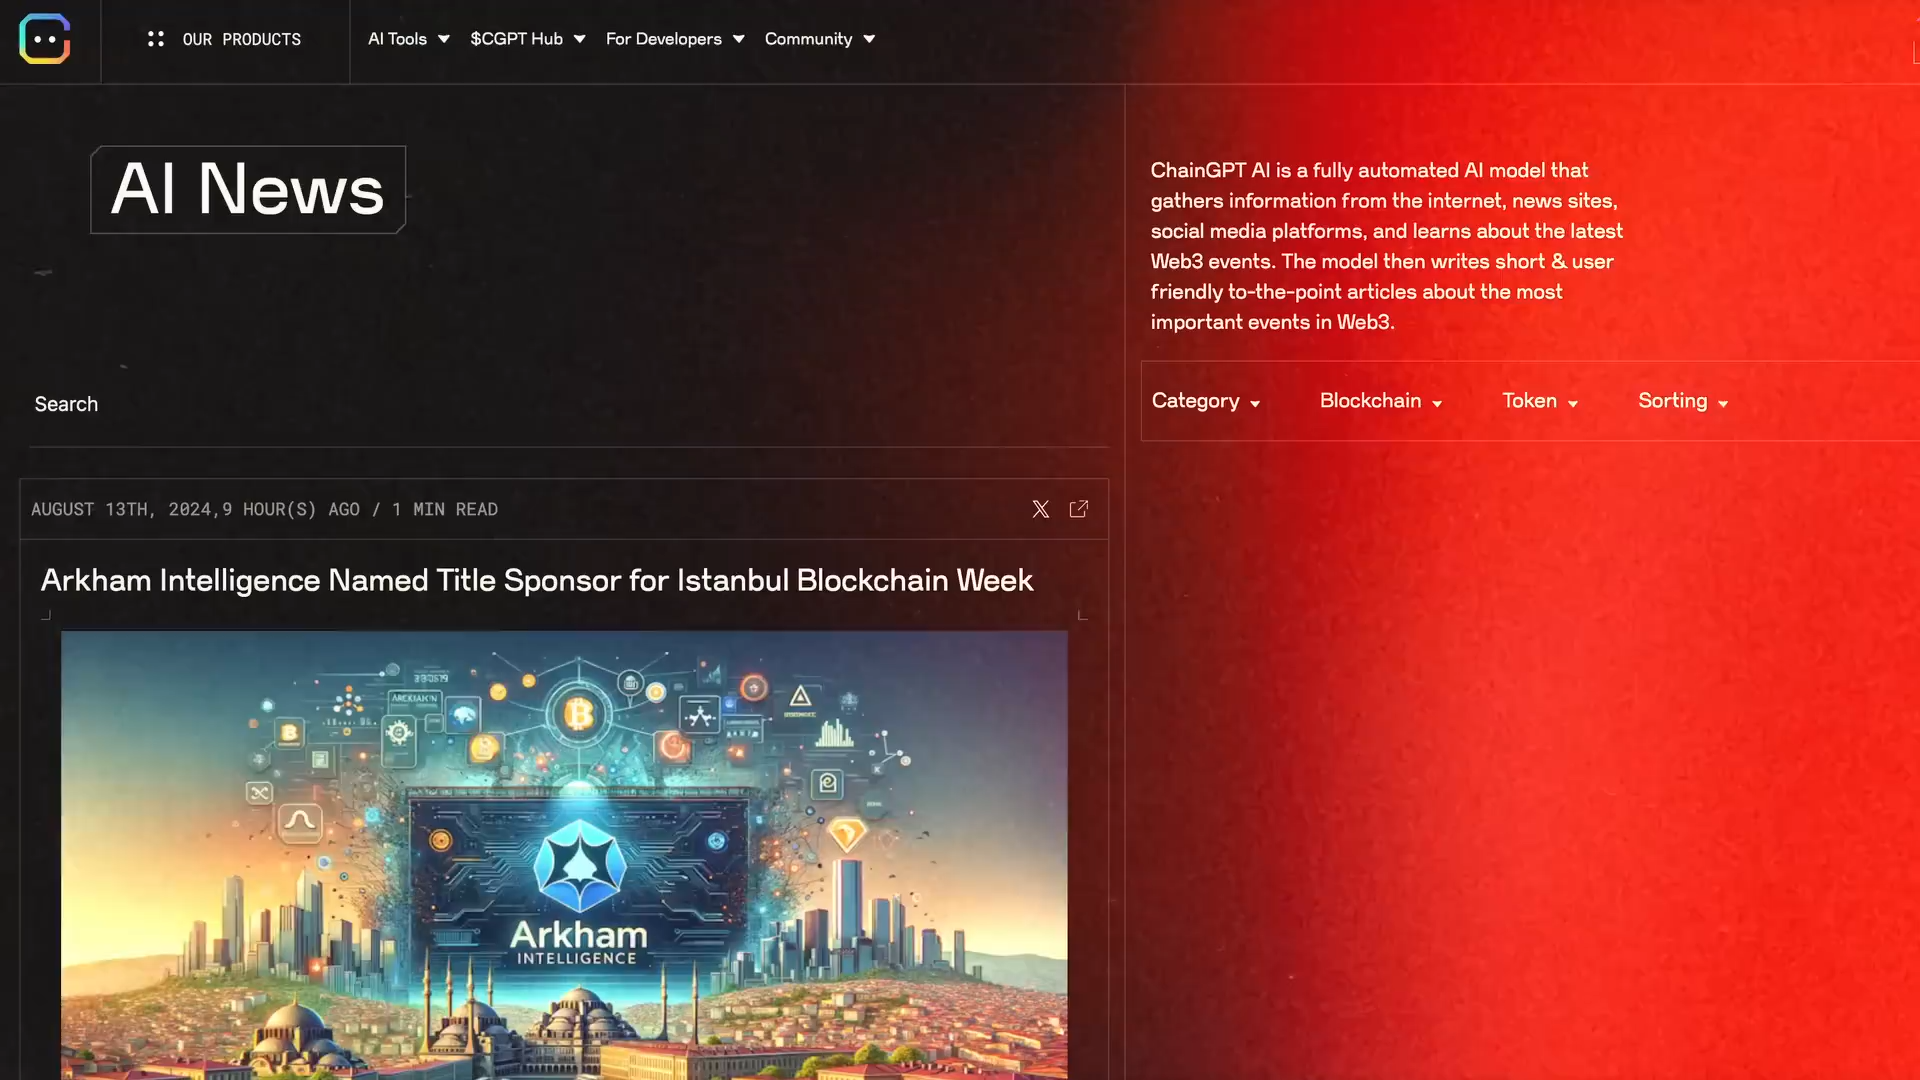 OUR PRODUCTS
AI Tools
$CGPT Hub
For Developers
Community
AI News
ChainGPT AI is a fully automated AI model that
gathers information from the internet, news sites,
social media platforms, and learns about the latest
Web3 events. The model then writes short & user
friendly to-the-point articles about the most
important events in Web3.
Search
Category
Blockchain
Token
Sorting
AUGUST 13TH, 2024,9 HOUR(S) AGO / 1 MIN READ
Arkham Intelligence Named Title Sponsor for Istanbul Blockchain Week
Arkham
INTELLIGENCE